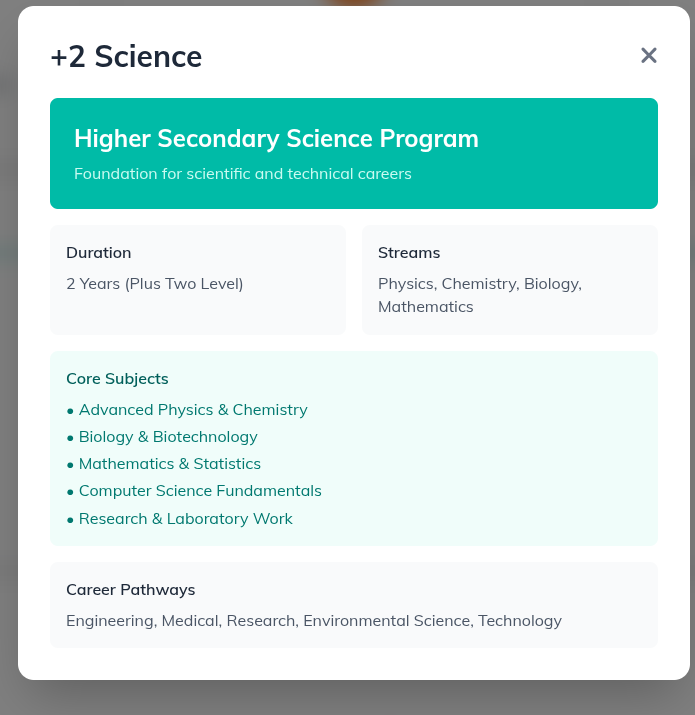 +2 Science
Higher Secondary Science Program
Foundation for scientific and technical careers
Duration
2 Years (Plus Two Level)
Streams
Physics, Chemistry, Biology,
Mathematics
Core Subjects
• Advanced Physics & Chemistry
• Biology & Biotechnology
• Mathematics & Statistics
• Computer Science Fundamentals
• Research & Laboratory Work
Career Pathways
Engineering, Medical, Research, Environmental Science, Technology